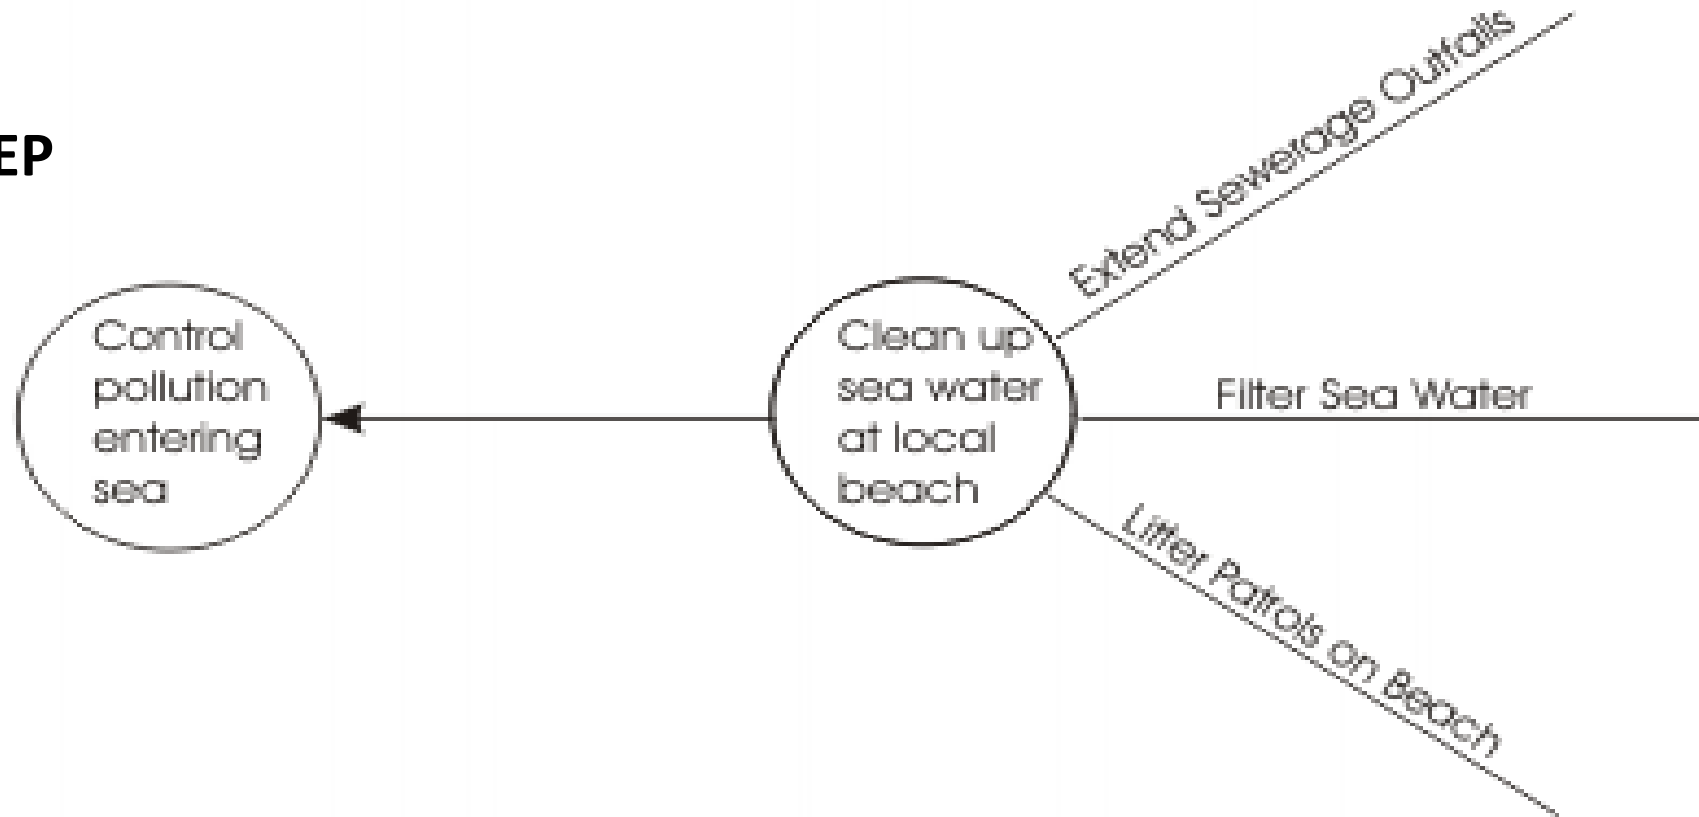 EP
Control
pollution
entering
sea
Clean up
sea water
at local
beach
Extend Sewerage Outfalls
Filter Sea Water
Litter Patrols on Beach